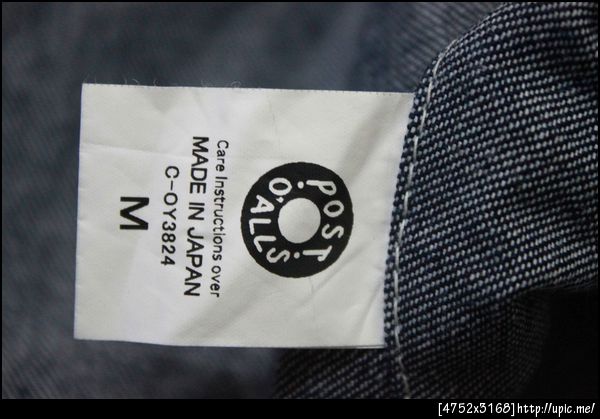 POST
O'ALLS
Care Instructions over
MADE IN JAPAN
C-OY3824
M
[4752x3168]http://upic.me/